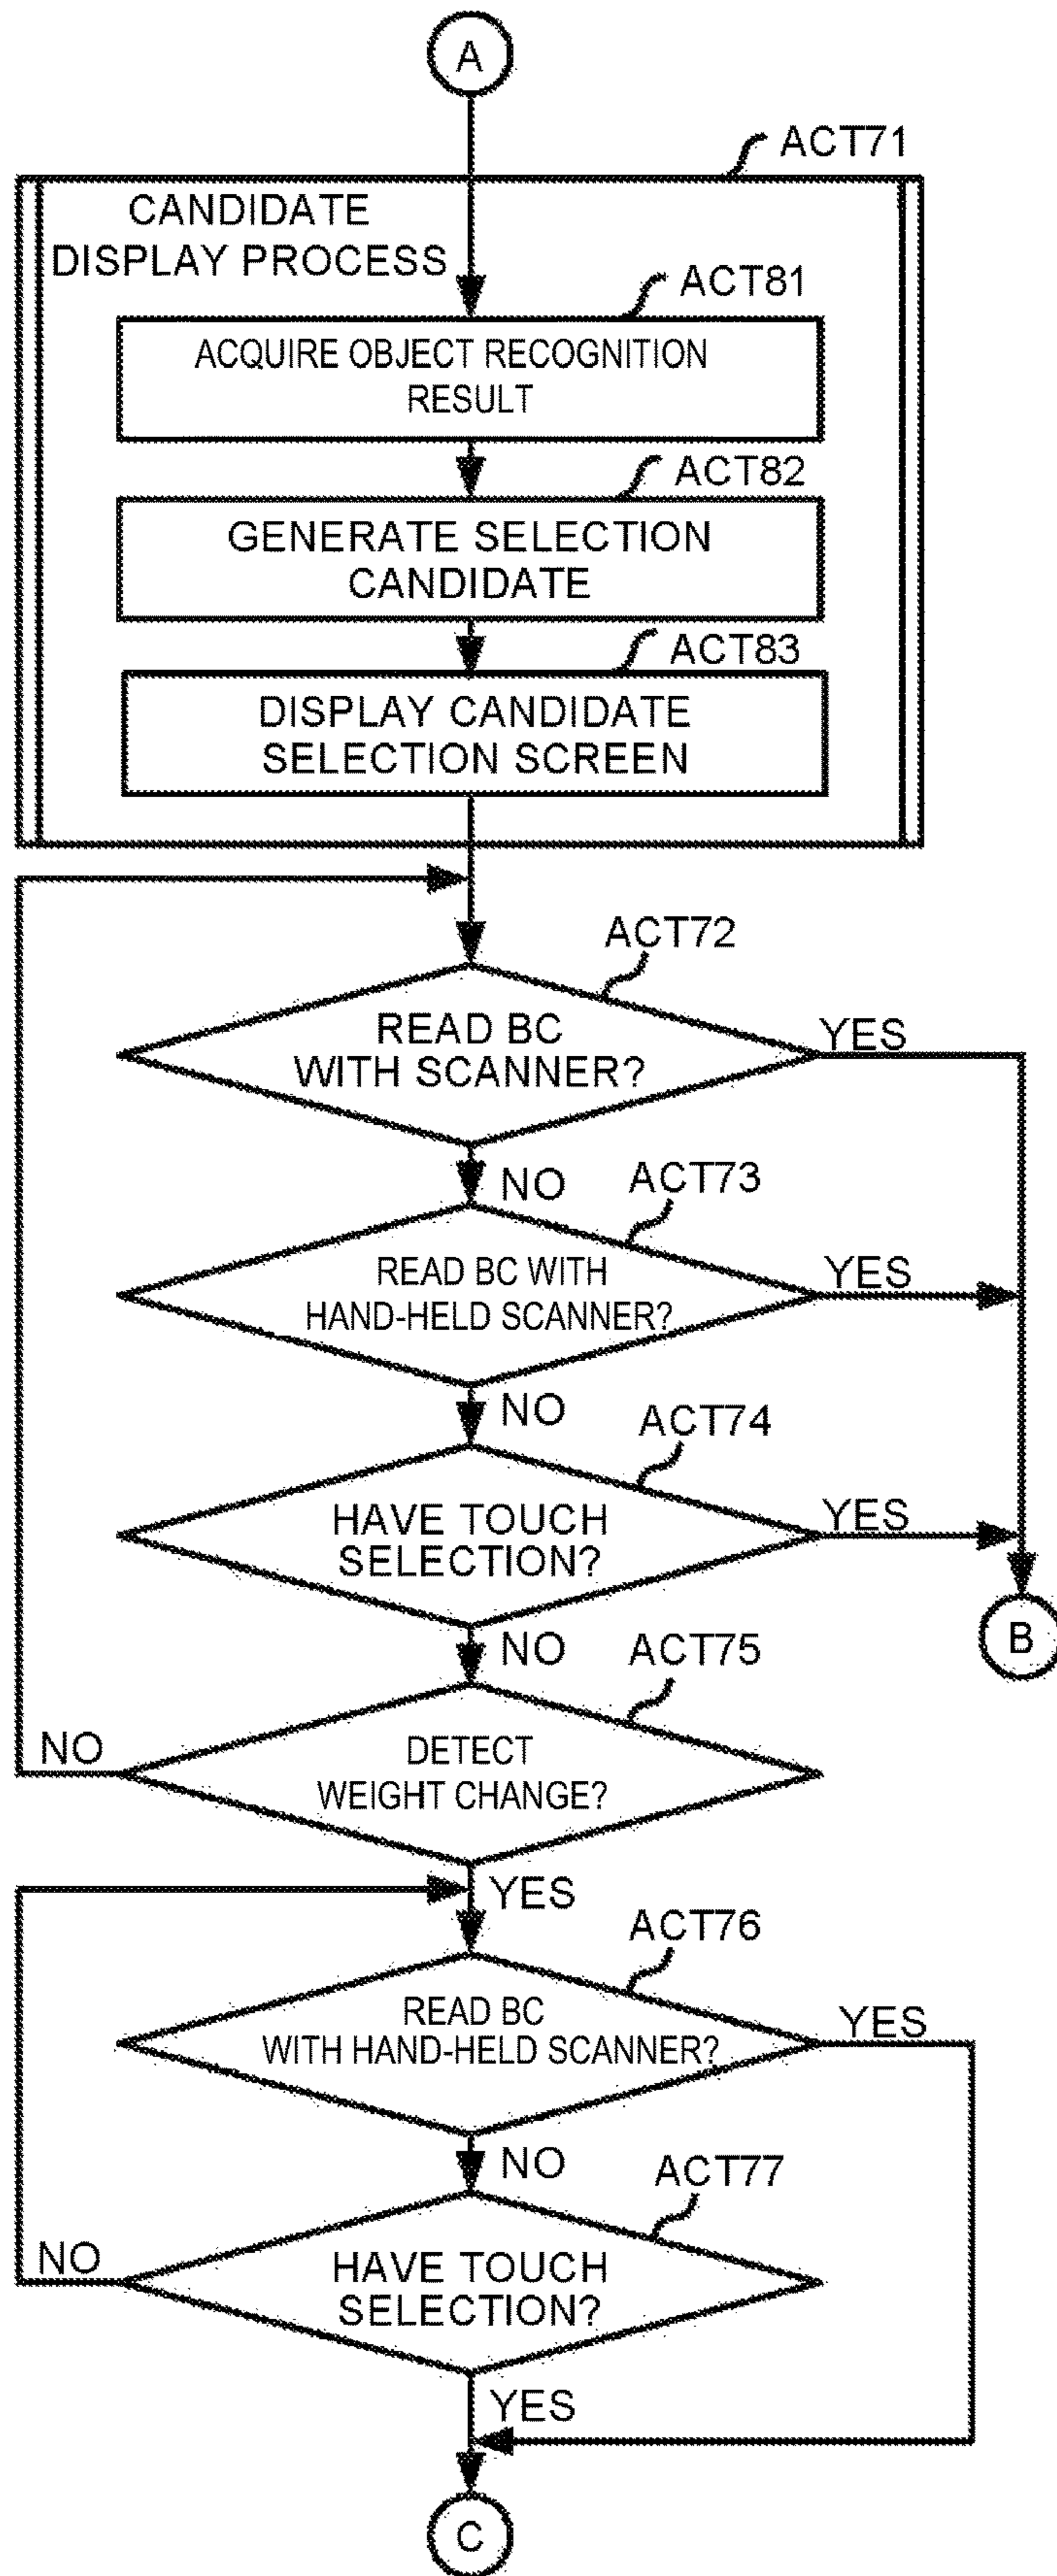 A
ACT71
CANDIDATE
DISPLAY PROCESS
ACT81
ACQUIRE OBJECT RECOGNITION
RESULT
ACT82
GENERATE SELECTION
CANDIDATE
ACT83
DISPLAY CANDIDATE
SELECTION SCREEN
ACT72
READ BC
WITH SCANNER?
YES
NO
ACT73
READ BC WITH
HAND-HELD SCANNER?
YES
NO
ACT74
HAVE TOUCH
SELECTION?
YES
B
NO
ACT75
DETECT
WEIGHT CHANGE?
NO
YES
ACT76
READ BC
WITH HAND-HELD SCANNER?
YES
NO
ACT77
HAVE TOUCH
SELECTION?
NO
YES
C